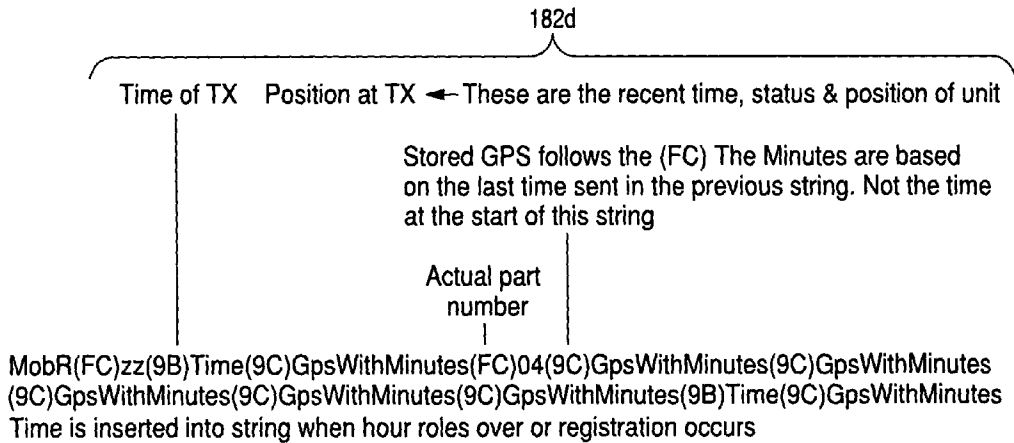 182d
Time of TX Position at TX ◄ These are the recent time, status & position of unit
Stored GPS follows the (FC) The Minutes are based
on the last time sent in the previous string. Not the time
at the start of this string
Actual part
number
MobR(FC)zz(9B)Time(9C)GpsWithMinutes(FC)04(9C)GpsWithMinutes(9C)GpsWithMinutes
(9C)GpsWithMinutes(9C)GpsWithMinutes(9C)GpsWithMinutes(9B)Time(9C)GpsWithMinutes
Time is inserted into string when hour roles over or registration occurs